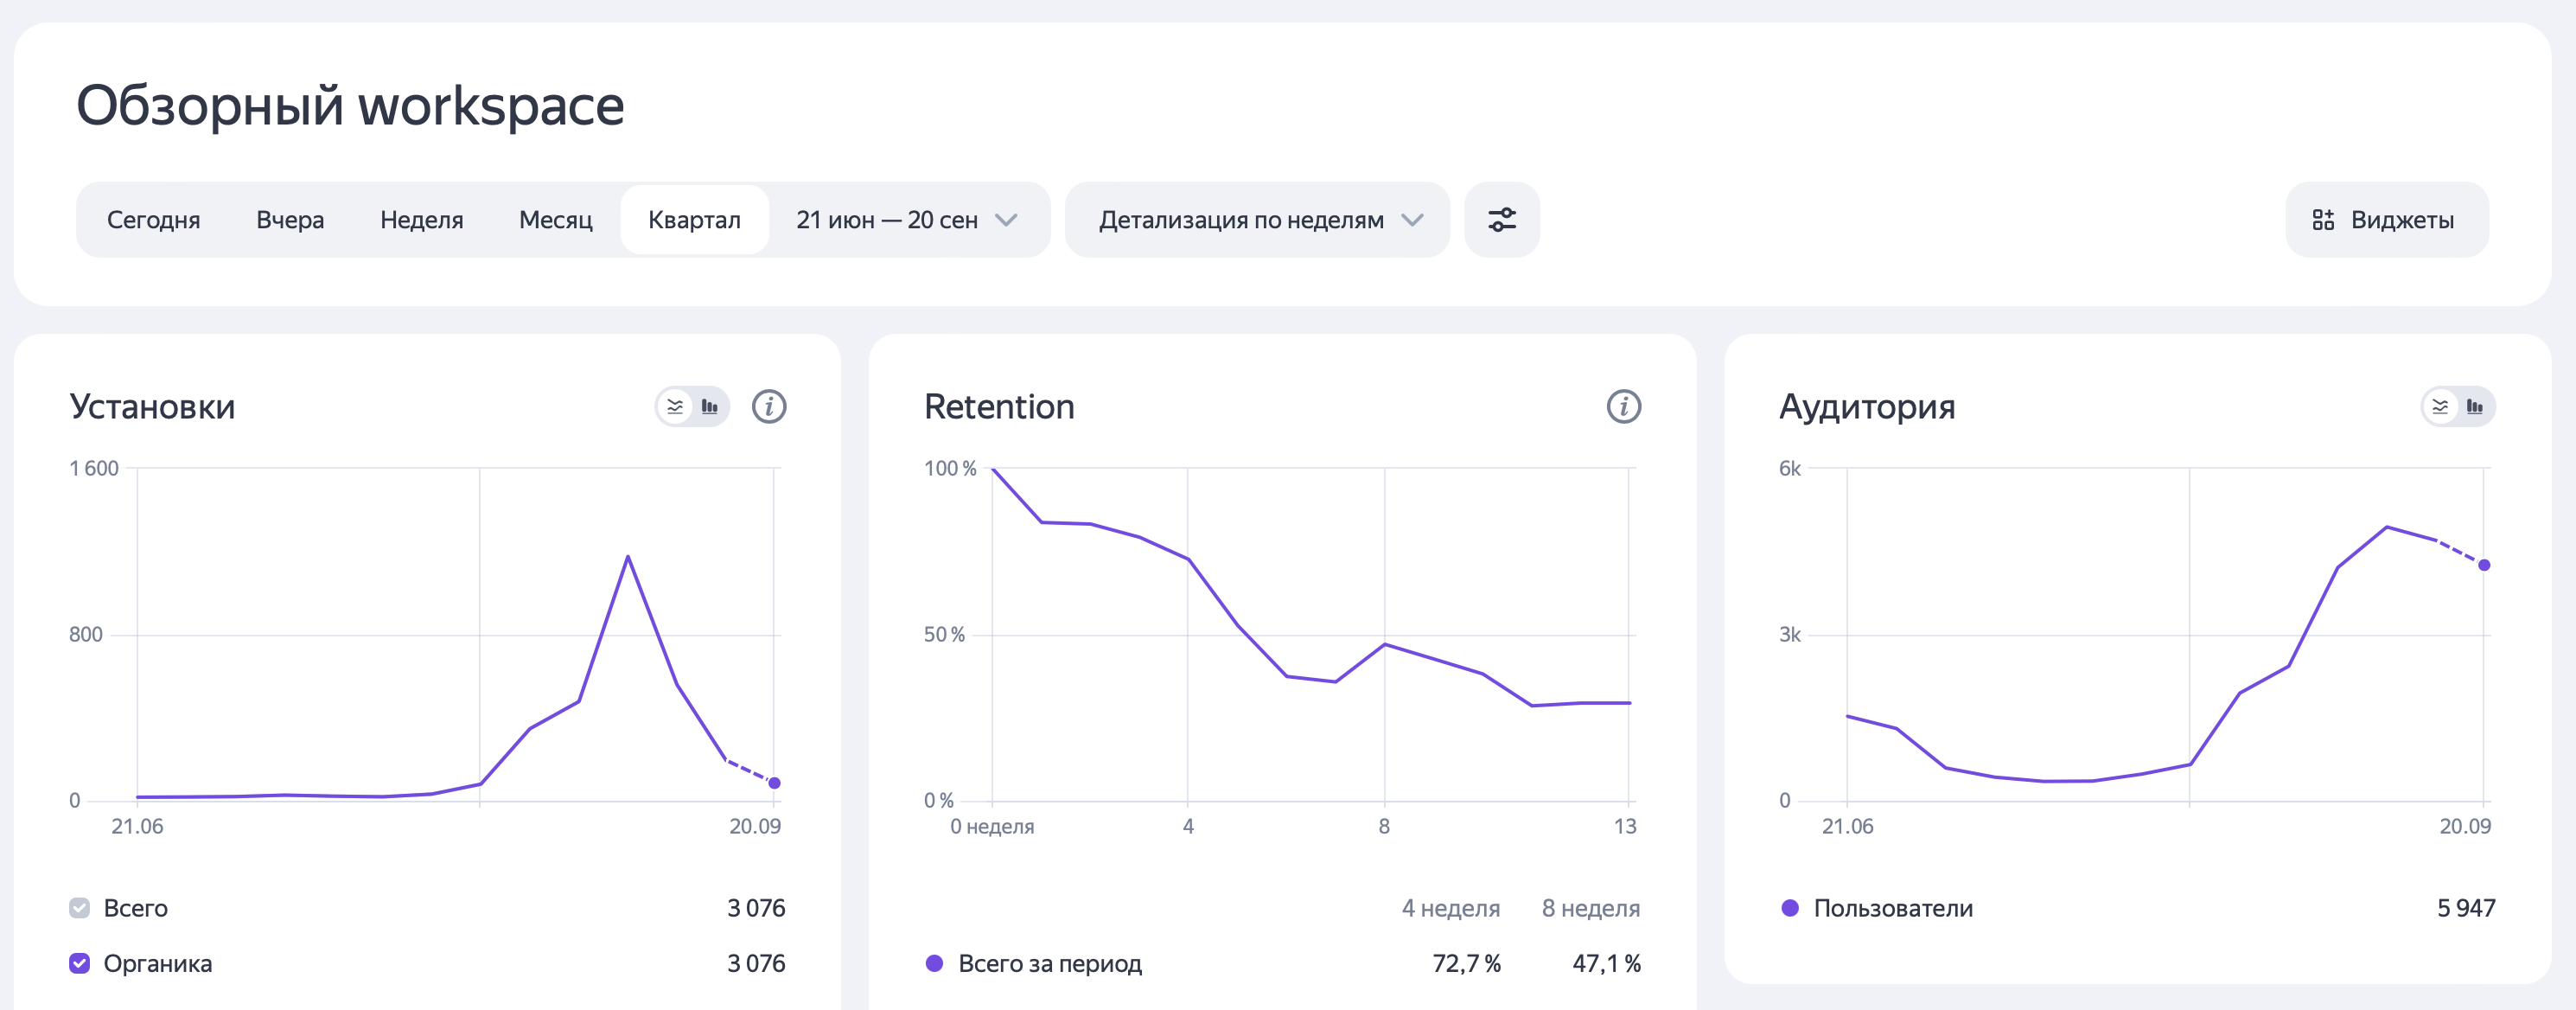 Обзорный workspace
Сегодня Вчера Неделя Месяц Квартал 21 июн — 20 сен Детализация по неделям Виджеты
Установки
1 600
800
0
21.06 20.09
Всего 3 076
Органика 3 076
Retention
100 %
50 %
0 %
0 неделя 4 8 13
4 неделя 8 неделя
Всего за период 72,7 % 47,1 %
Аудитория
6k
3k
0
21.06 20.09
Пользователи 5 947